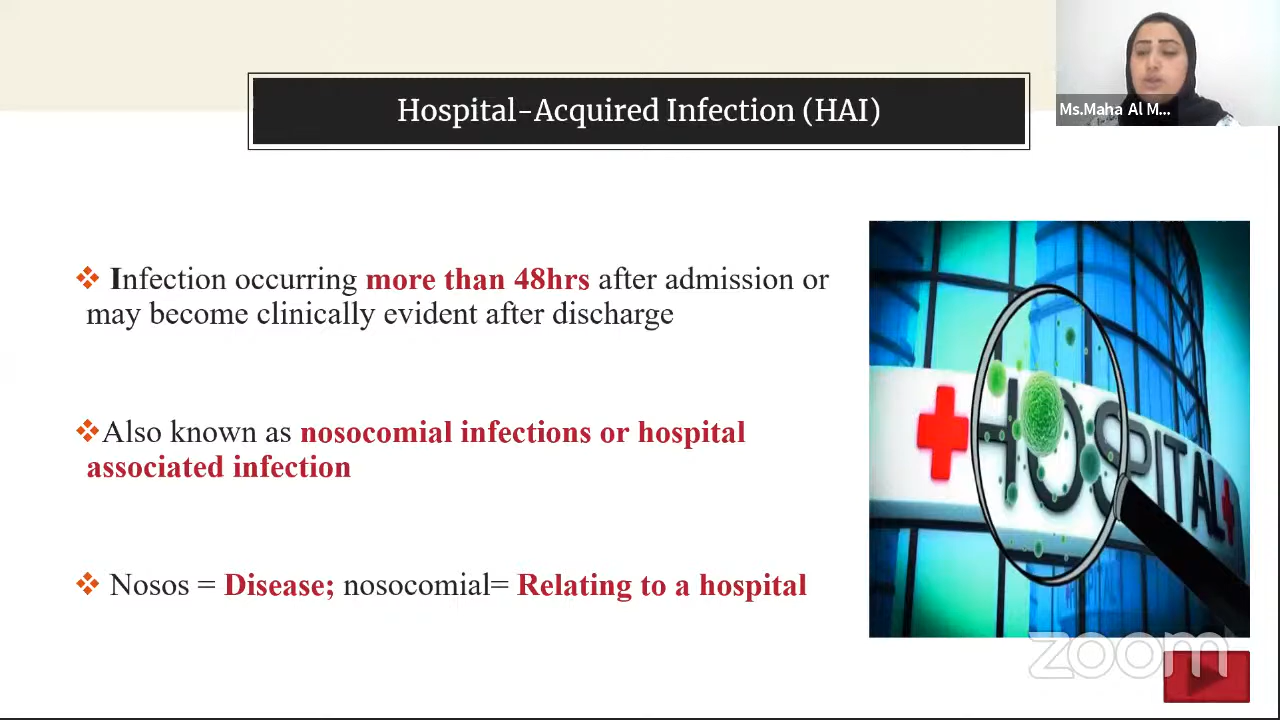 Hospital-Acquired Infection (HAI)
Ms.Maha Al M...
❖ Infection occurring more than 48hrs after admission or
may become clinically evident after discharge
❖Also known as nosocomial infections or hospital
associated infection
❖ Nosos = Disease; nosocomial= Relating to a hospital
HOSPITAL
zoom